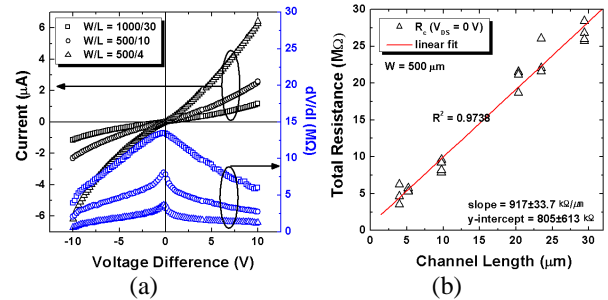 W/L = 1000/30
W/L = 500/10
W/L = 500/4
Current (μA)
6
4
2
0
-2
-4
-6
-10
-5
0
5
10
Voltage Difference (V)
30
25
20
15
10
5
0
dV/dI (MΩ)
(a)
R_c (V_DS = 0 V)
linear fit
W = 500 μm
R² = 0.9738
slope = 917±33.7 kΩ/μm
y-intercept = 805±613 kΩ
Total Resistance (MΩ)
30
25
20
15
10
5
0
0
5
10
15
20
25
30
Channel Length (μm)
(b)